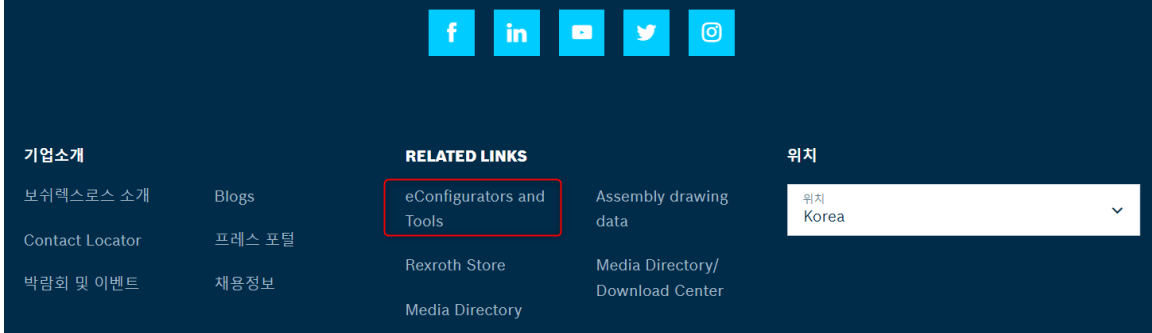 기업소개
보쉬렉스로스 소개
Contact Locator
박람회 및 이벤트
Blogs
프레스 포털
채용정보
RELATED LINKS
eConfigurators and
Tools
Rexroth Store
Media Directory
Assembly drawing
data
Media Directory/
Download Center
위치
위치
Korea